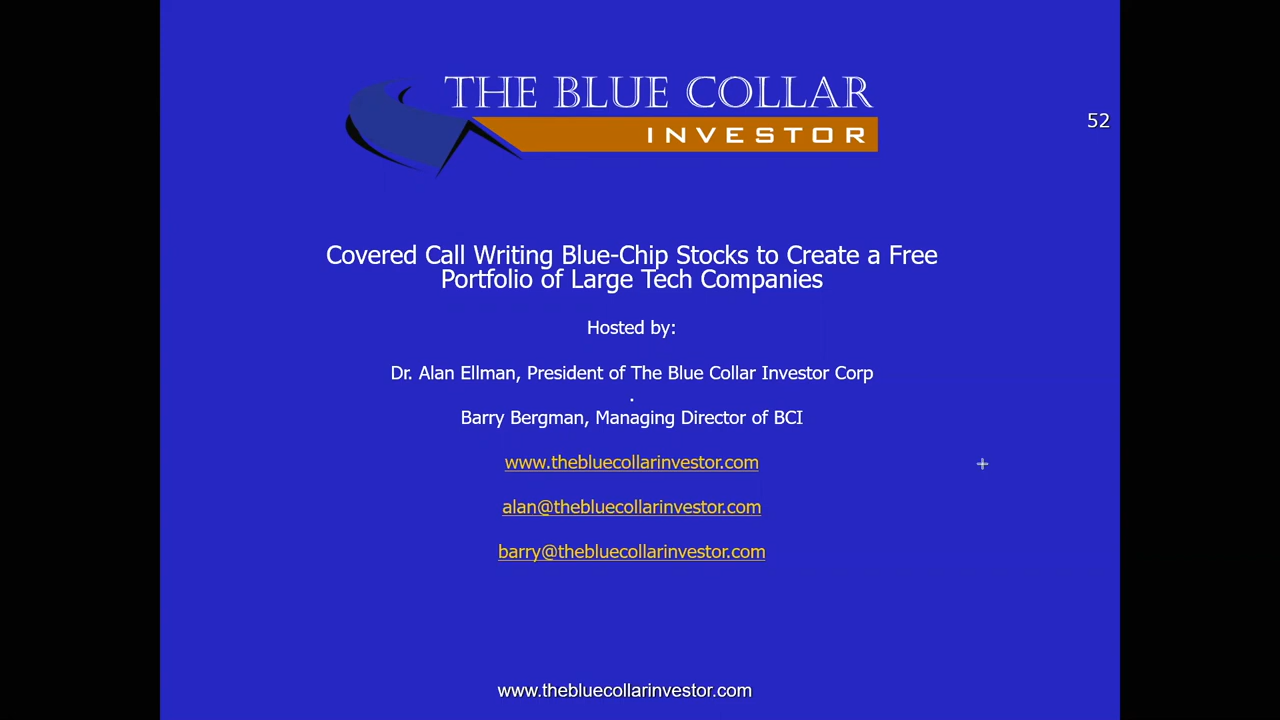 THE BLUE COLLAR
INVESTOR
52
Covered Call Writing Blue-Chip Stocks to Create a Free
Portfolio of Large Tech Companies
Hosted by:
Dr. Alan Ellman, President of The Blue Collar Investor Corp
.
Barry Bergman, Managing Director of BCI
www.thebluecollarinvestor.com
alan@thebluecollarinvestor.com
barry@thebluecollarinvestor.com
www.thebluecollarinvestor.com